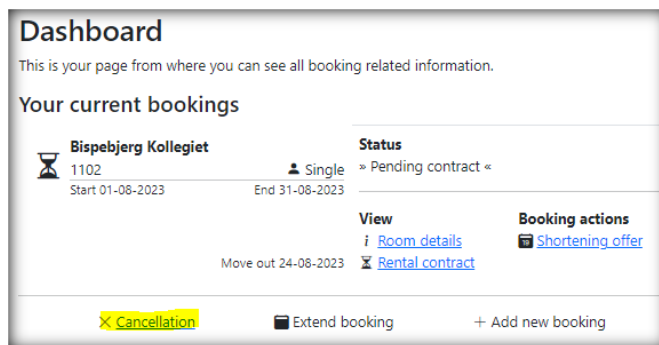 Dashboard
This is your page from where you can see all booking related information.
Your current bookings
Bispebjerg Kollegiet
1102 Single
Start 01-08-2023 End 31-08-2023
Move out 24-08-2023
Status
» Pending contract «
View
i Room details
Rental contract
Booking actions
19 Shortening offer
× Cancellation
Extend booking
+ Add new booking